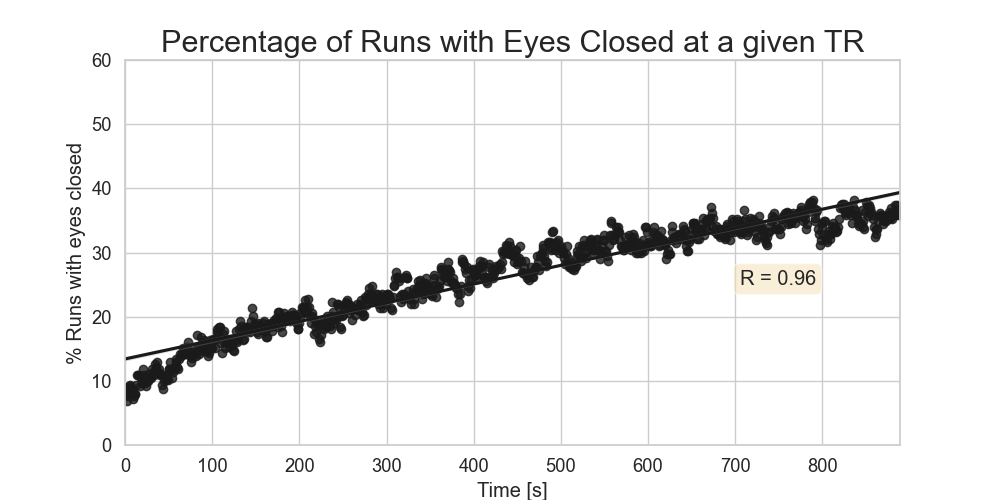 Percentage of Runs with Eyes Closed at a given TR
60
50
40
30
20
10
0
% Runs with eyes closed
R = 0.96
0 100 200 300 400 500 600 700 800
Time [s]